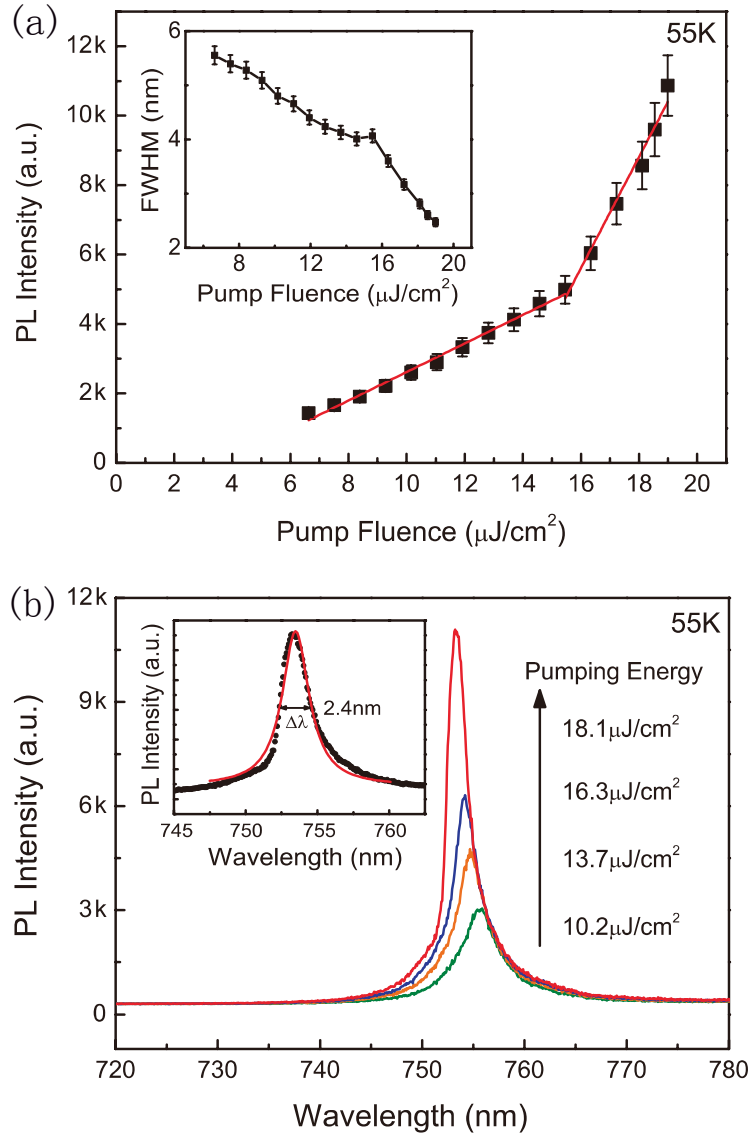 (a)
55K
12k
10k
8k
6k
4k
2k
0
PL Intensity (a.u.)
0 2 4 6 8 10 12 14 16 18 20
Pump Fluence (μJ/cm²)
6
4
2
FWHM (nm)
8 12 16 20
Pump Fluence (μJ/cm²)
(b)
55K
12k
9k
6k
3k
0
PL Intensity (a.u.)
720 730 740 750 760 770 780
Wavelength (nm)
Pumping Energy
18.1μJ/cm²
16.3μJ/cm²
13.7μJ/cm²
10.2μJ/cm²
PL Intensity (a.u.)
2.4nm
Δλ
745 750 755 760
Wavelength (nm)